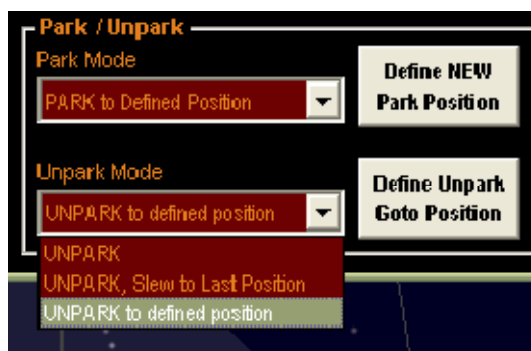 Park / Unpark
Park Mode
PARK to Defined Position
Define NEW
Park Position
Unpark Mode
UNPARK to defined position
Define Unpark
Goto Position
UNPARK
UNPARK, Slew to Last Position
UNPARK to defined position